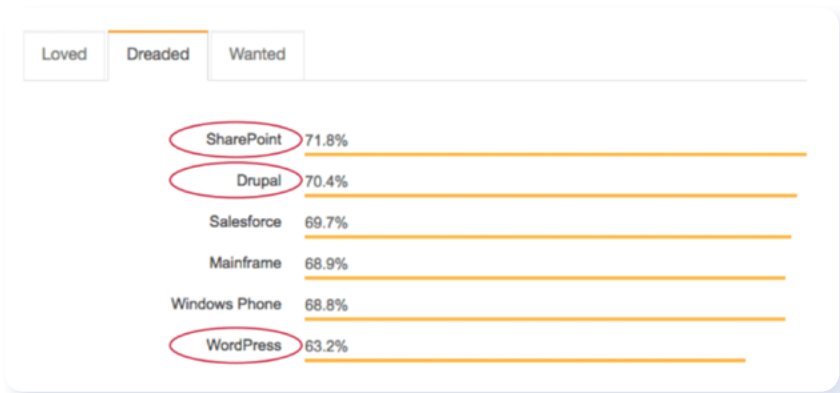 Loved Dreaded Wanted
SharePoint 71.8%
Drupal 70.4%
Salesforce 69.7%
Mainframe 68.9%
Windows Phone 68.8%
WordPress 63.2%